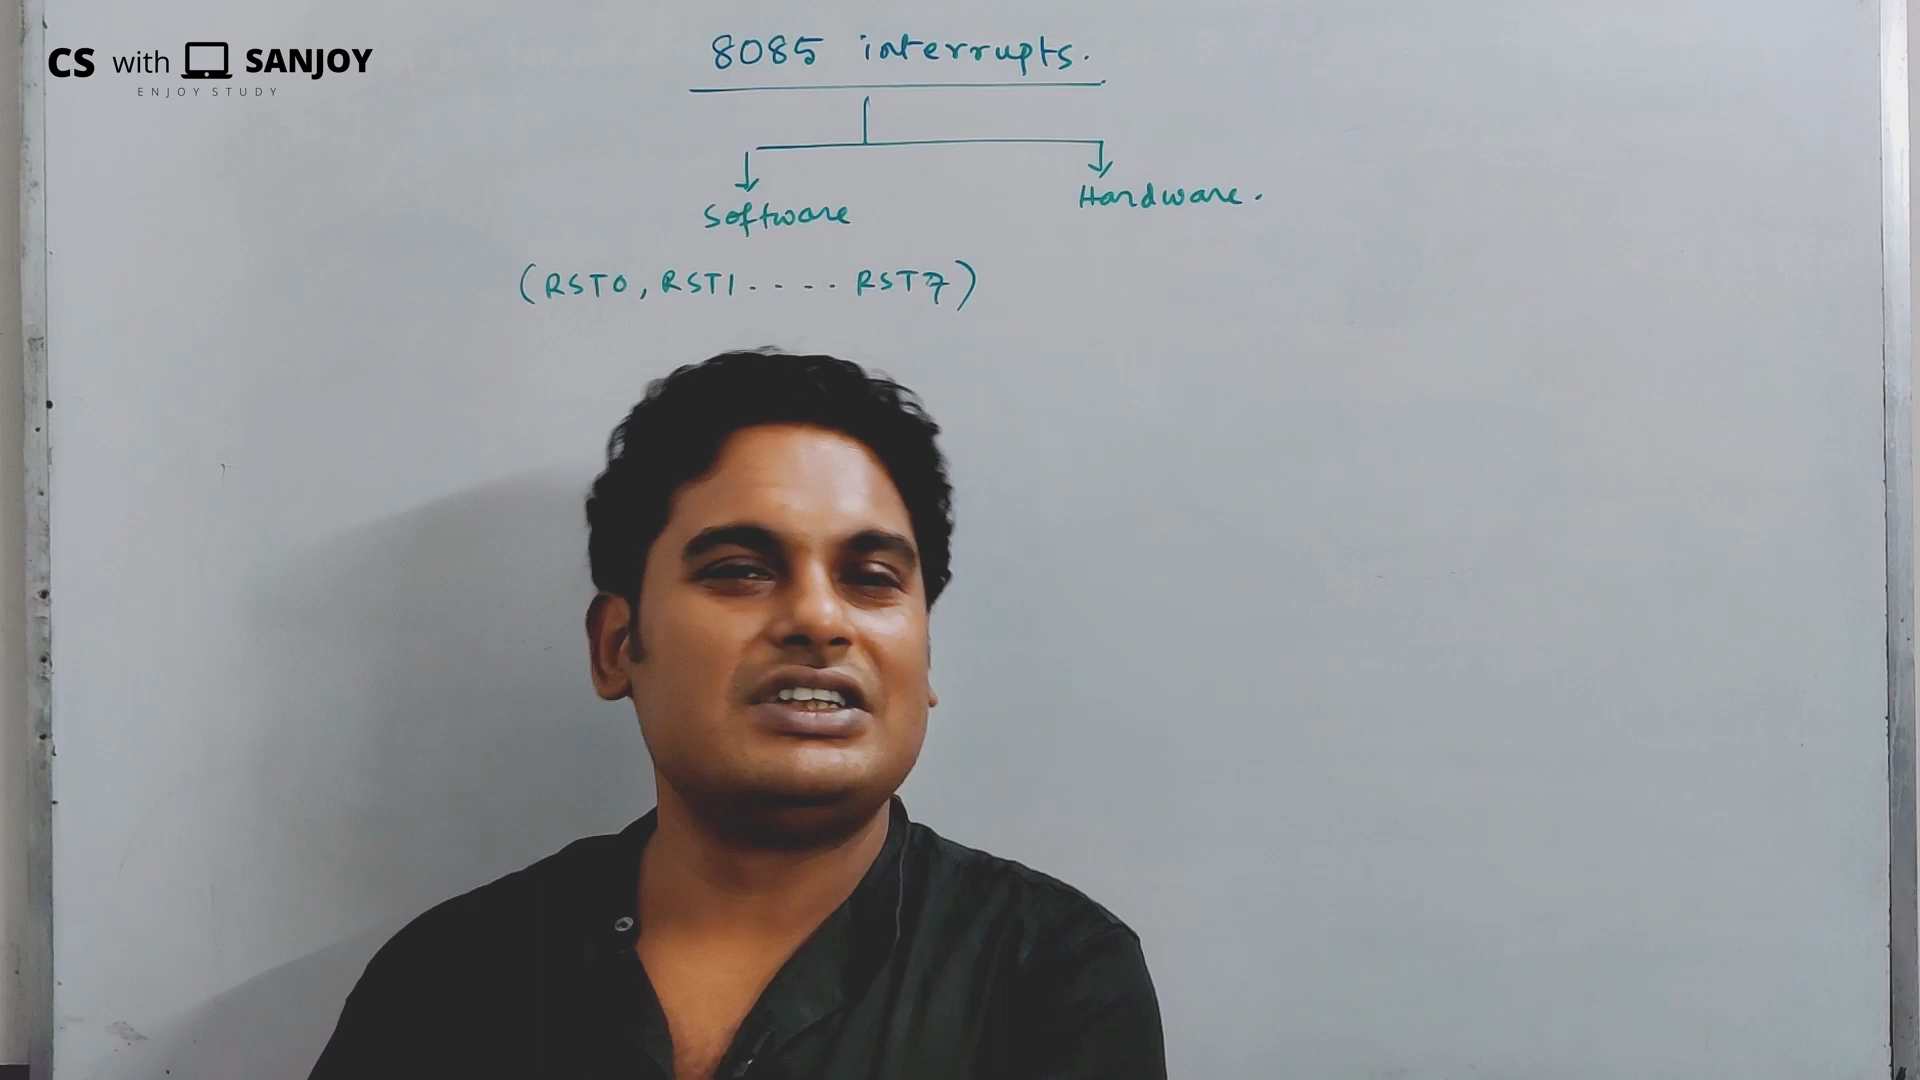 CS with SANJOY
ENJOY STUDY
8085 interrupts.
Software
Hardware.
(RST0, RST1 . . . . RST7)